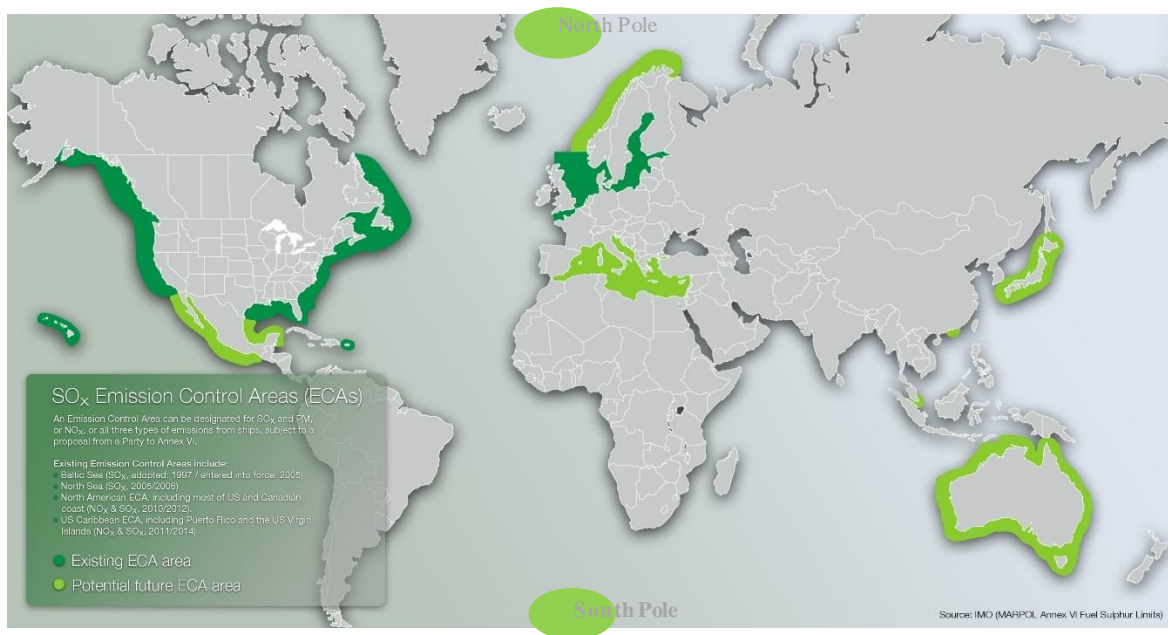 North Pole
SOx Emission Control Areas (ECAs)
An Emission Control Area can be designated for SOx and PM,
or NOx, or all three types of emissions from ships, subject to a
proposal from a Party to Annex VI.
Existing Emission Control Areas include:
Baltic Sea (SOx, adopted: 1997 / entered into force: 2005)
North Sea (SOx, 2005/2006)
North American ECA, including most of US and Canadian
coast (NOx & SOx, 2010/2012).
US Caribbean ECA, including Puerto Rico and the US Virgin
Islands (NOx & SOx, 2011/2014)
Existing ECA area
Potential future ECA area
South Pole
Source: IMO (MARPOL Annex VI Fuel Sulphur Limits)